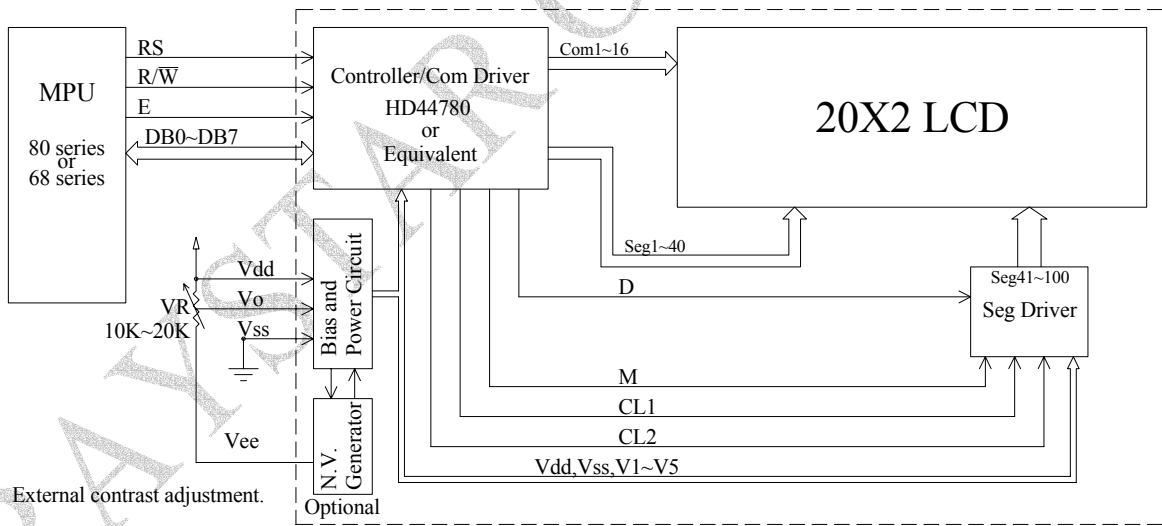 MPU
80 series
or
68 series
RS
R/W̅
E
DB0~DB7
Controller/Com Driver
HD44780
or
Equivalent
Com1~16
20X2 LCD
Seg1~40
Seg41~100
Seg Driver
D
M
CL1
CL2
Vdd,Vss,V1~V5
Vdd
Vo
Vss
VR
10K~20K
Bias and
Power Circuit
N.V.
Generator
Vee
Optional
External contrast adjustment.